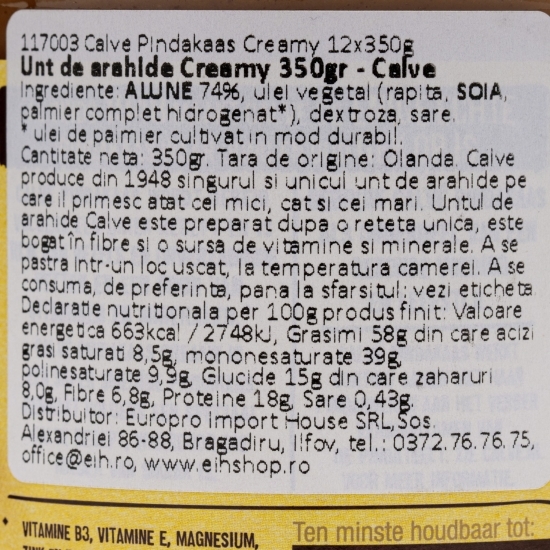 117003 Calve Pindakaas Creamy 12x350g
Unt de arahide Creamy 350gr - Calve
Ingrediente: ALUNE 74%, ulei vegetal (rapita, SOIA,
palmier complet hidrogenat*), dextroza, sare.
* ulei de palmier cultivat in mod durabil.
Cantitate neta: 350gr. Tara de origine: Olanda. Calve
produce din 1948 singurul si unicul unt de arahide pe
care il primesc atat cei mici, cat si cei mari. Untul de
arahide Calve este preparat dupa o reteta unica, este
bogat in fibre si o sursa de vitamine si minerale. A se
pastra intr-un loc uscat, la temperatura camerei. A se
consuma, de preferinta, pana la sfarsitul: vezi eticheta
Declaratie nutritionala per 100g produs finit: Valoare
energetica 663kcal / 2748kJ, Grasimi 58g din care acizi
grasi saturati 8,5g, mononesaturate 39g,
polinesaturate 9,9g, Glucide 15g din care zaharuri
8,0g, Fibre 6,8g, Proteine 18g, Sare 0,43g.
Distribuitor: Europro Import House SRL, Sos.
Alexandriei 86-88, Bragadiru, Ilfov, tel.: 0372.76.76.75,
office@eih.ro, www.eihshop.ro
VITAMINE B3, VITAMINE E, MAGNESIUM,
Ten minste houdbaar tot: